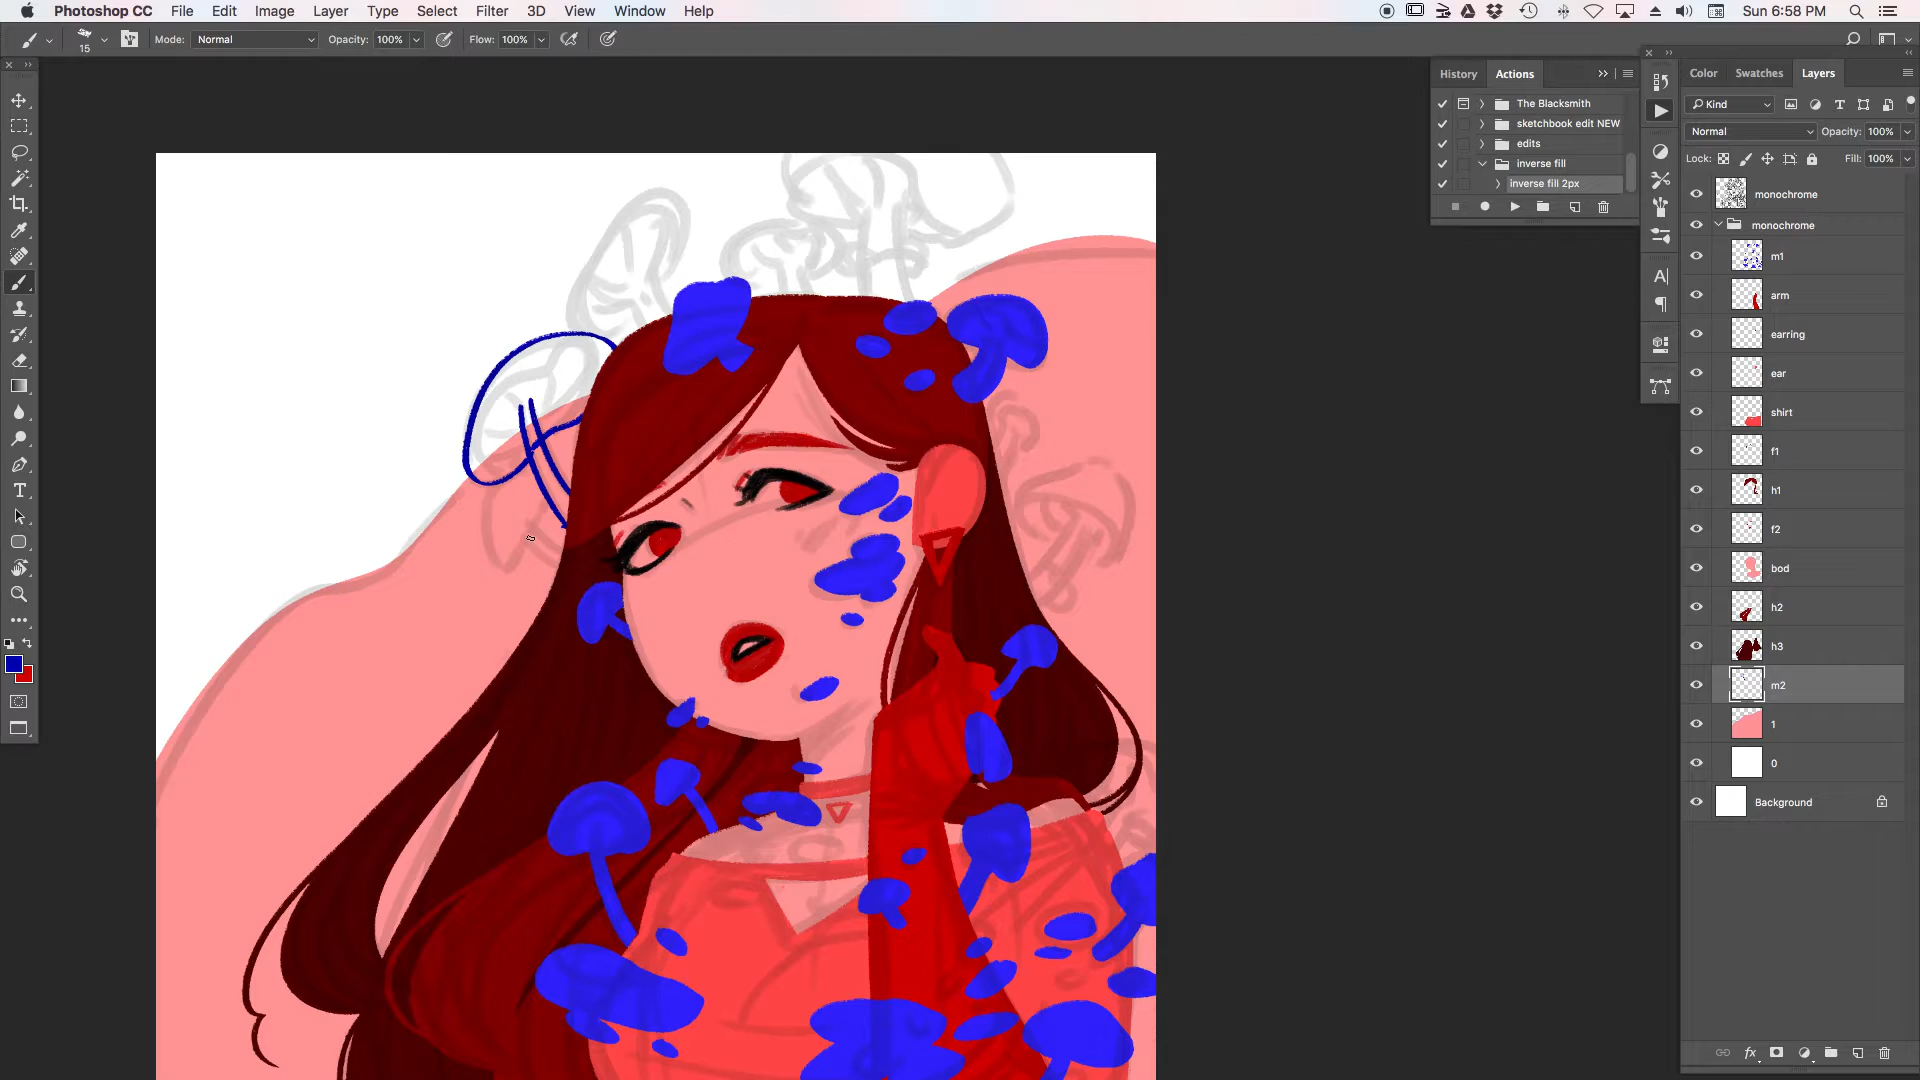 Photoshop CC File Edit Image Layer Type Select Filter 3D View Window Help Sun 6:58 PM
15 Mode: Normal Opacity: 100% Flow: 100%
History Actions
The Blacksmith
sketchbook edit NEW
edits
inverse fill
inverse fill 2px
Color Swatches Layers
Kind
Normal Opacity: 100%
Lock: Fill: 100%
monochrome
monochrome
m1
arm
earring
ear
shirt
f1
h1
f2
bod
h2
h3
m2
1
0
Background